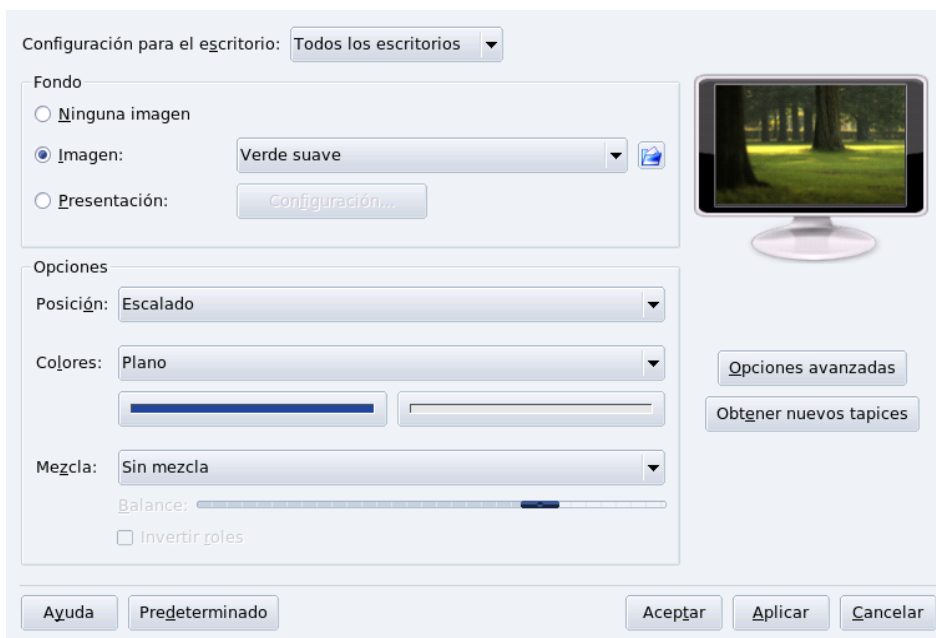 Configuración para el escritorio: Todos los escritorios
Fondo
Ninguna imagen
Imagen: Verde suave
Presentación: Configuración...
Opciones
Posición: Escalado
Colores: Plano
Opciones avanzadas
Obtener nuevos tapices
Mezcla: Sin mezcla
Balance:
Invertir roles
Ayuda Predeterminado Aceptar Aplicar Cancelar